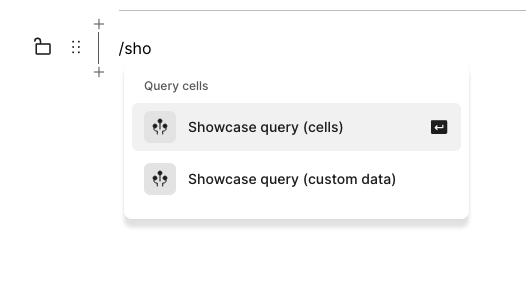 /sho
Query cells
Showcase query (cells)
Showcase query (custom data)